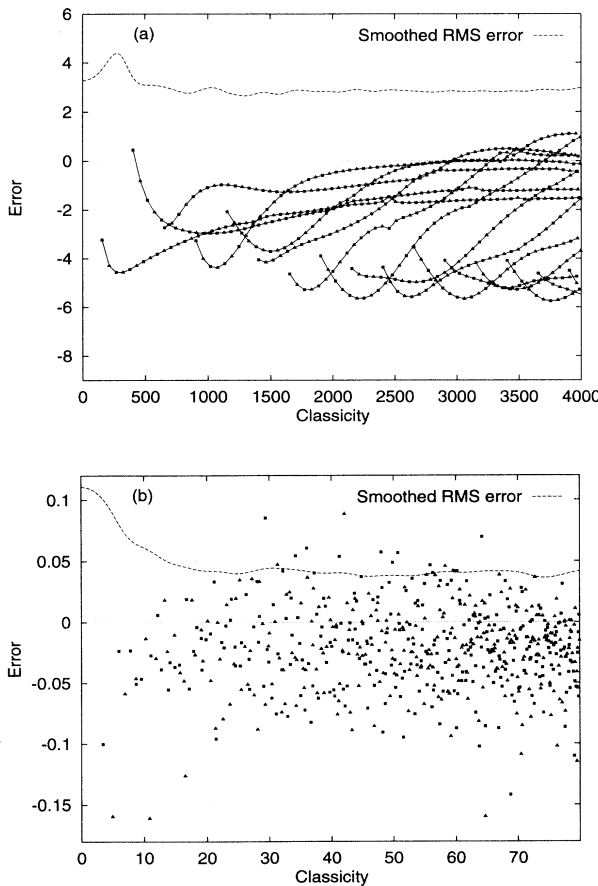 6
(a)
Smoothed RMS error
4
2
0
-2
-4
-6
-8
Error
0 500 1000 1500 2000 2500 3000 3500 4000
Classicity
0.1
(b)
Smoothed RMS error
0.05
0
-0.05
-0.1
-0.15
Error
0 10 20 30 40 50 60 70
Classicity